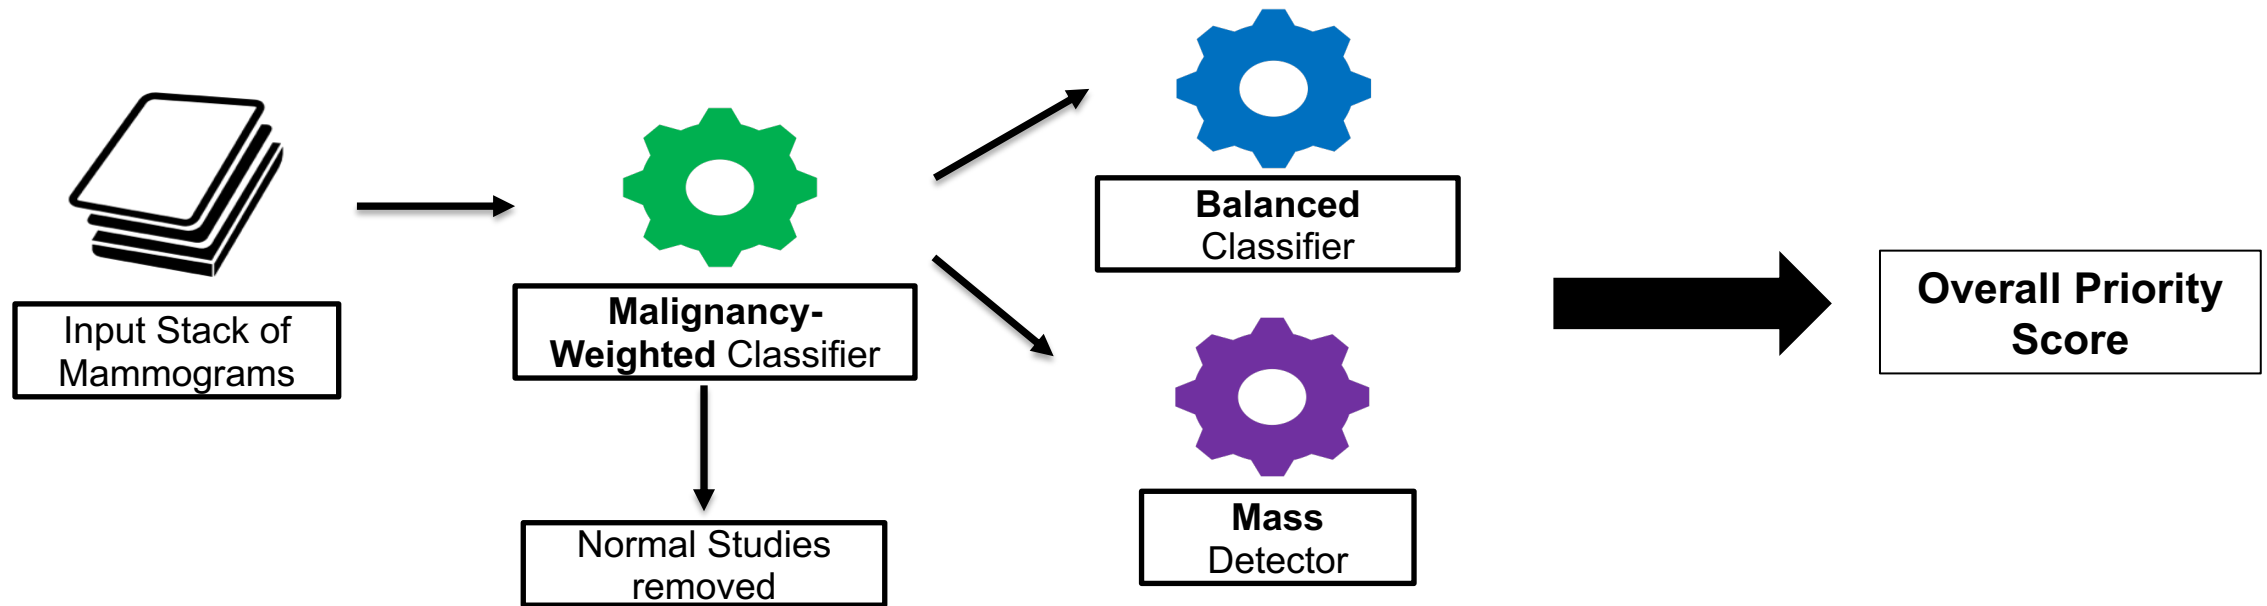 Input Stack of
Mammograms
Malignancy-
Weighted Classifier
Normal Studies
removed
Balanced
Classifier
Mass
Detector
Overall Priority
Score